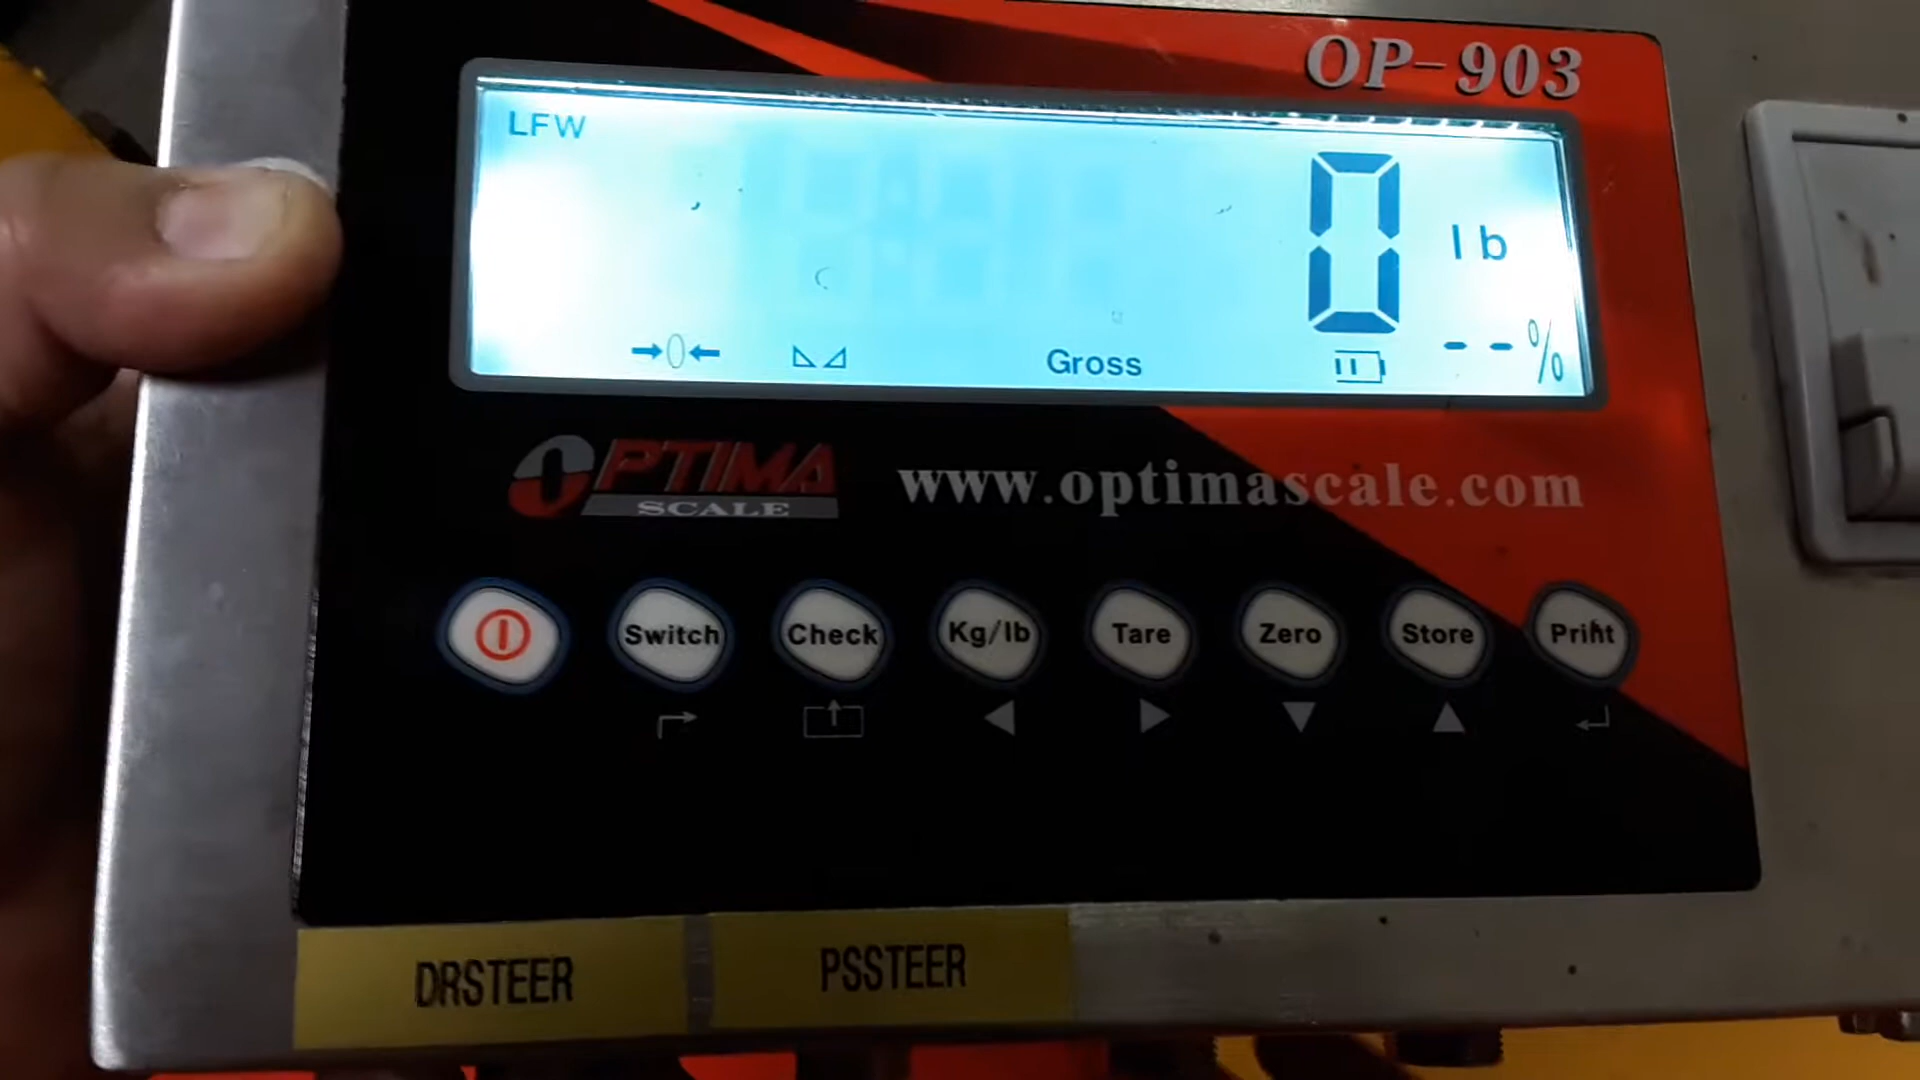 OP-903
LFW
0 lb
→0← Gross --%
OPTIMA
SCALE
www.optimascale.com
Switch Check Kg/lb Tare Zero Store Print
DRSTEER PSSTEER